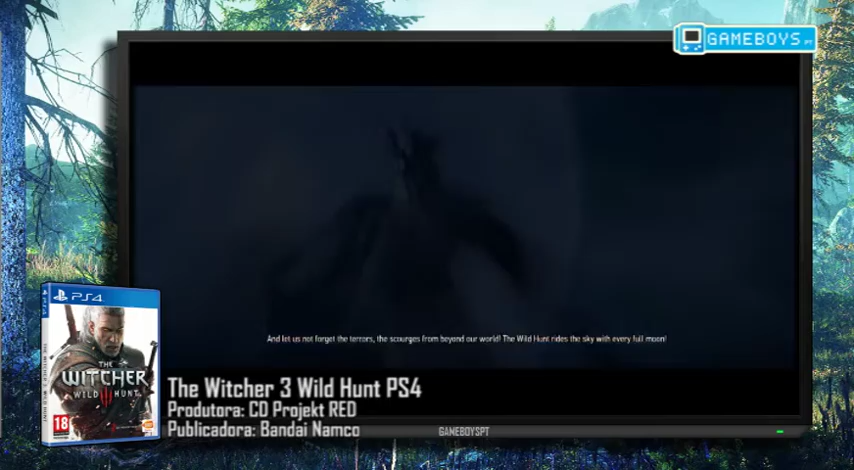 GAMEBOYS PT
And let us not forget the terrors, the scourges from beyond our world! The Wild Hunt rides the sky with every full moon!
PS4
THE
WITCHER
WILD HUNT
18
The Witcher 3 Wild Hunt PS4
Produtora: CD Projekt RED
Publicadora: Bandai Namco
GAMEBOYSPT